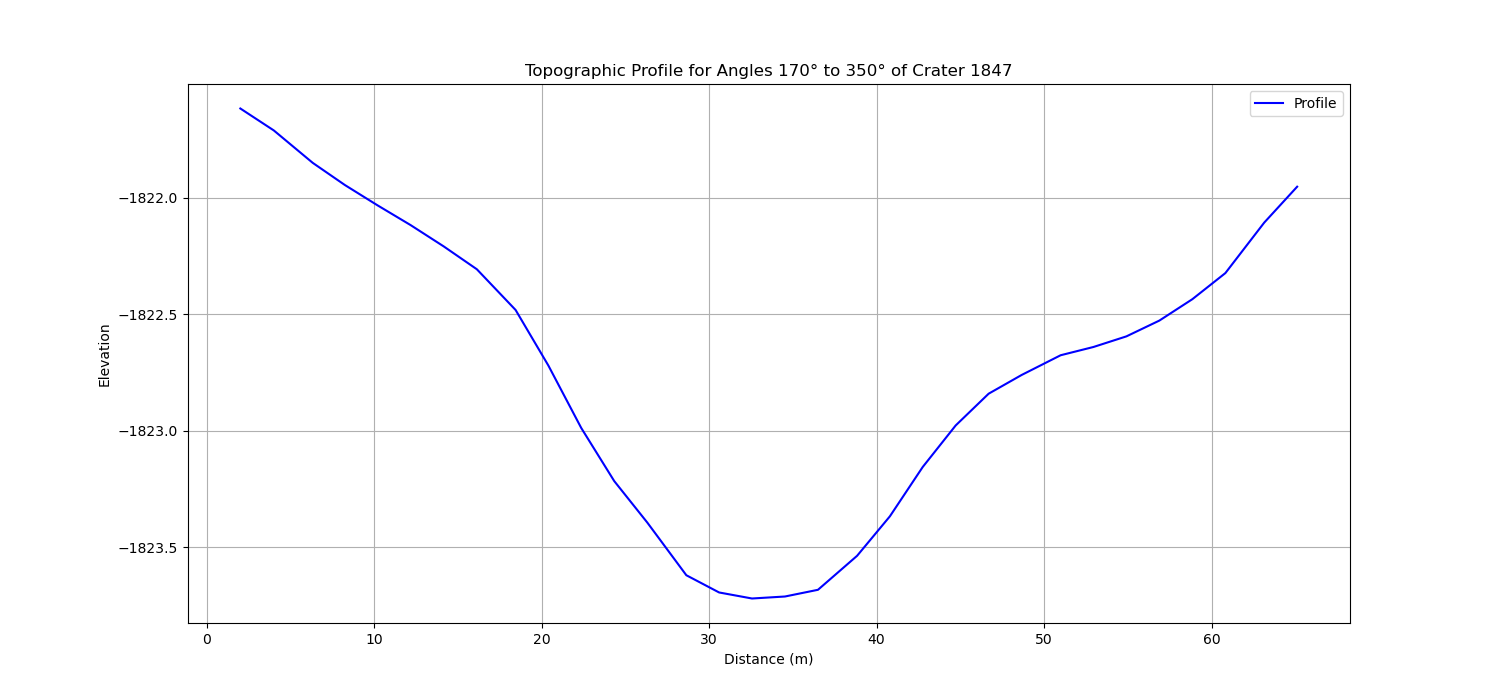 Topographic Profile for Angles 170° to 350° of Crater 1847
Profile
Elevation
−1822.0
−1822.5
−1823.0
−1823.5
0 10 20 30 40 50 60
Distance (m)